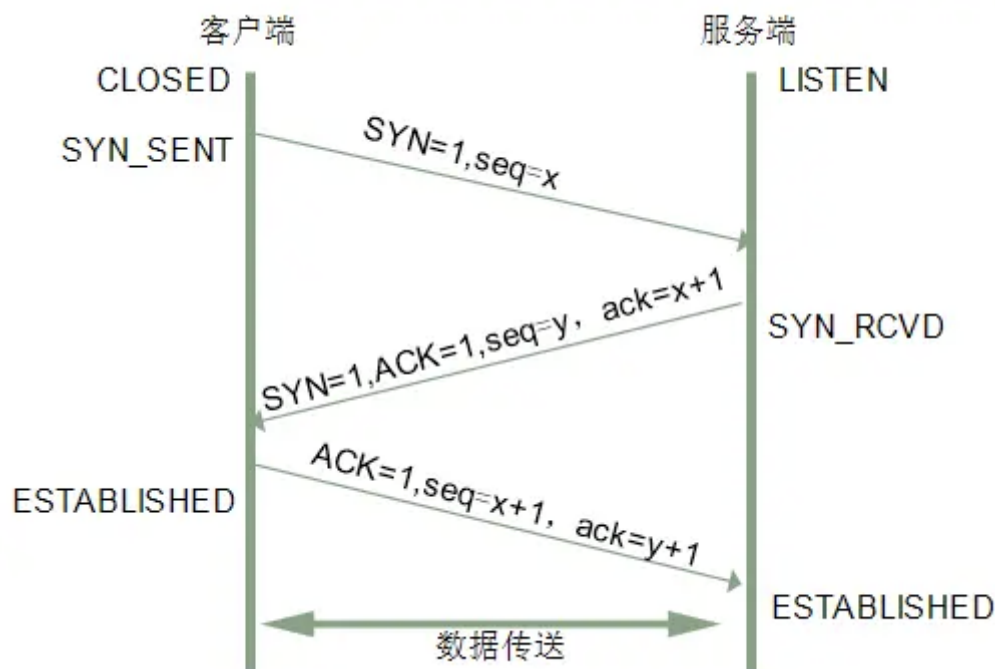 客户端
服务端
CLOSED
LISTEN
SYN_SENT
SYN=1,seq=x
SYN=1,ACK=1,seq=y，ack=x+1
SYN_RCVD
ACK=1,seq=x+1，ack=y+1
ESTABLISHED
ESTABLISHED
数据传送